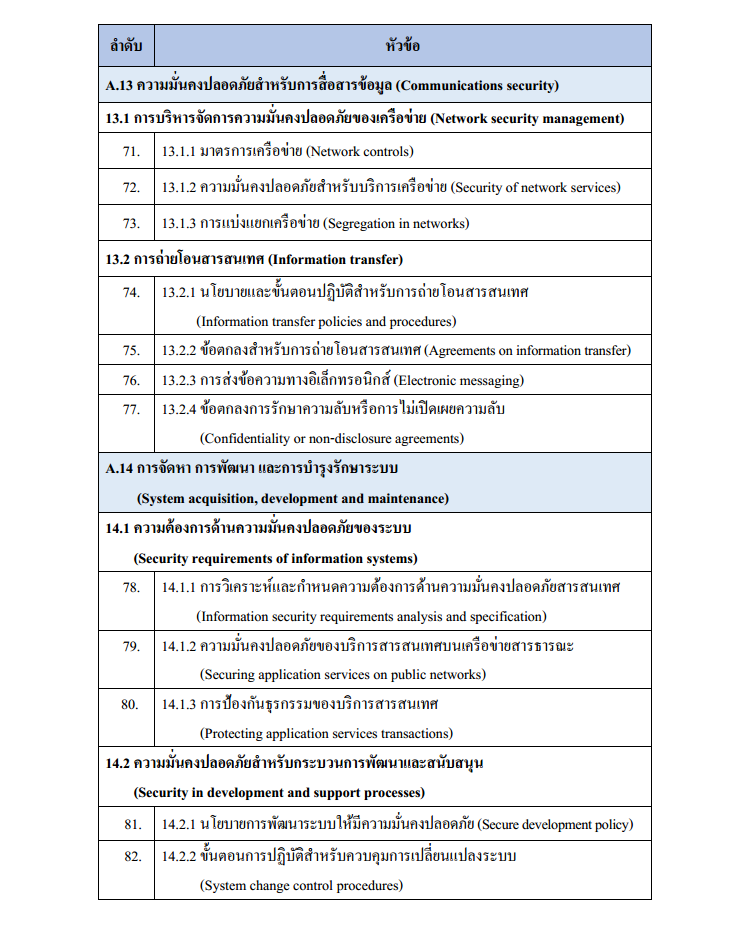 ลำดับ หัวข้อ
A.13 ความมั่นคงปลอดภัยสำหรับการสื่อสารข้อมูล (Communications security)
13.1 การบริหารจัดการความมั่นคงปลอดภัยของเครือข่าย (Network security management)
71. 13.1.1 มาตรการเครือข่าย (Network controls)
72. 13.1.2 ความมั่นคงปลอดภัยสำหรับบริการเครือข่าย (Security of network services)
73. 13.1.3 การแบ่งแยกเครือข่าย (Segregation in networks)
13.2 การถ่ายโอนสารสนเทศ (Information transfer)
74. 13.2.1 นโยบายและขั้นตอนปฏิบัติสำหรับการถ่ายโอนสารสนเทศ
(Information transfer policies and procedures)
75. 13.2.2 ข้อตกลงสำหรับการถ่ายโอนสารสนเทศ (Agreements on information transfer)
76. 13.2.3 การส่งข้อความทางอิเล็กทรอนิกส์ (Electronic messaging)
77. 13.2.4 ข้อตกลงการรักษาความลับหรือการไม่เปิดเผยความลับ
(Confidentiality or non-disclosure agreements)
A.14 การจัดหา การพัฒนา และการบำรุงรักษาระบบ
(System acquisition, development and maintenance)
14.1 ความต้องการด้านความมั่นคงปลอดภัยของระบบ
(Security requirements of information systems)
78. 14.1.1 การวิเคราะห์และกำหนดความต้องการด้านความมั่นคงปลอดภัยสารสนเทศ
(Information security requirements analysis and specification)
79. 14.1.2 ความมั่นคงปลอดภัยของบริการสารสนเทศบนเครือข่ายสารธารณะ
(Securing application services on public networks)
80. 14.1.3 การป้องกันธุรกรรมของบริการสารสนเทศ
(Protecting application services transactions)
14.2 ความมั่นคงปลอดภัยสำหรับกระบวนการพัฒนาและสนับสนุน
(Security in development and support processes)
81. 14.2.1 นโยบายการพัฒนาระบบให้มีความมั่นคงปลอดภัย (Secure development policy)
82. 14.2.2 ขั้นตอนการปฏิบัติสำหรับควบคุมการเปลี่ยนแปลงระบบ
(System change control procedures)